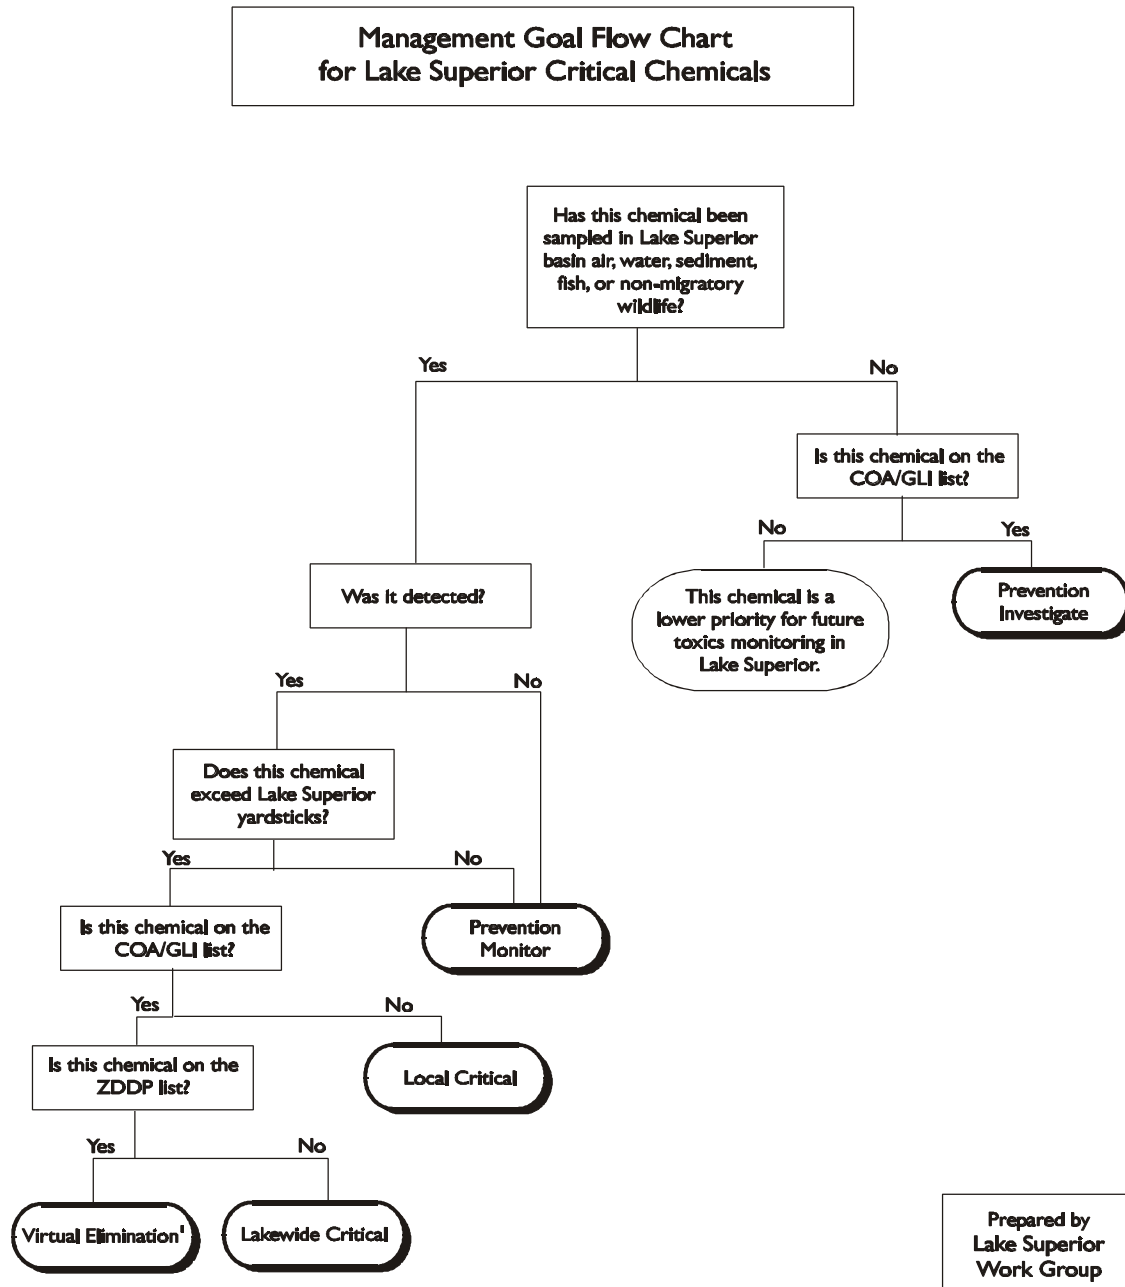 Management Goal Flow Chart
for Lake Superior Critical Chemicals
Has this chemical been
sampled in Lake Superior
basin air, water, sediment,
fish, or non-migratory
wildlife?
Yes
No
Is this chemical on the
COA/GLI list?
No
Yes
Was it detected?
This chemical is a
lower priority for future
toxics monitoring in
Lake Superior.
Prevention
Investigate
Yes
No
Does this chemical
exceed Lake Superior
yardsticks?
Yes
No
Is this chemical on the
COA/GLI list?
Prevention
Monitor
Yes
No
Is this chemical on the
ZDDP list?
Local Critical
Yes
No
Virtual Elimination¹
Lakewide Critical
Prepared by
Lake Superior
Work Group